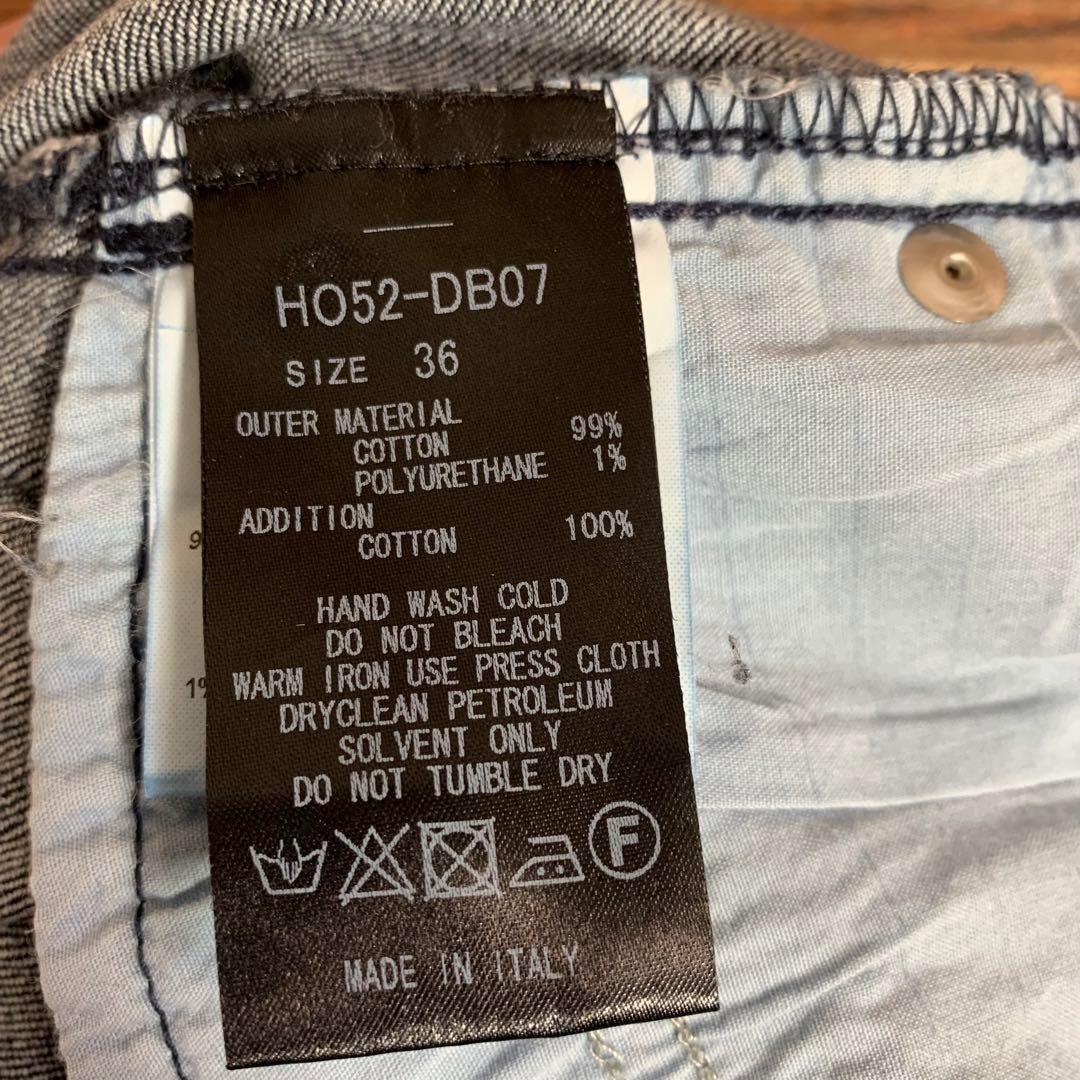 HO52-DB07
SIZE 36
OUTER MATERIAL
COTTON 99%
POLYURETHANE 1%
ADDITION
COTTON 100%
HAND WASH COLD
DO NOT BLEACH
WARM IRON USE PRESS CLOTH
DRYCLEAN PETROLEUM
SOLVENT ONLY
DO NOT TUMBLE DRY
F
MADE IN ITALY
1%